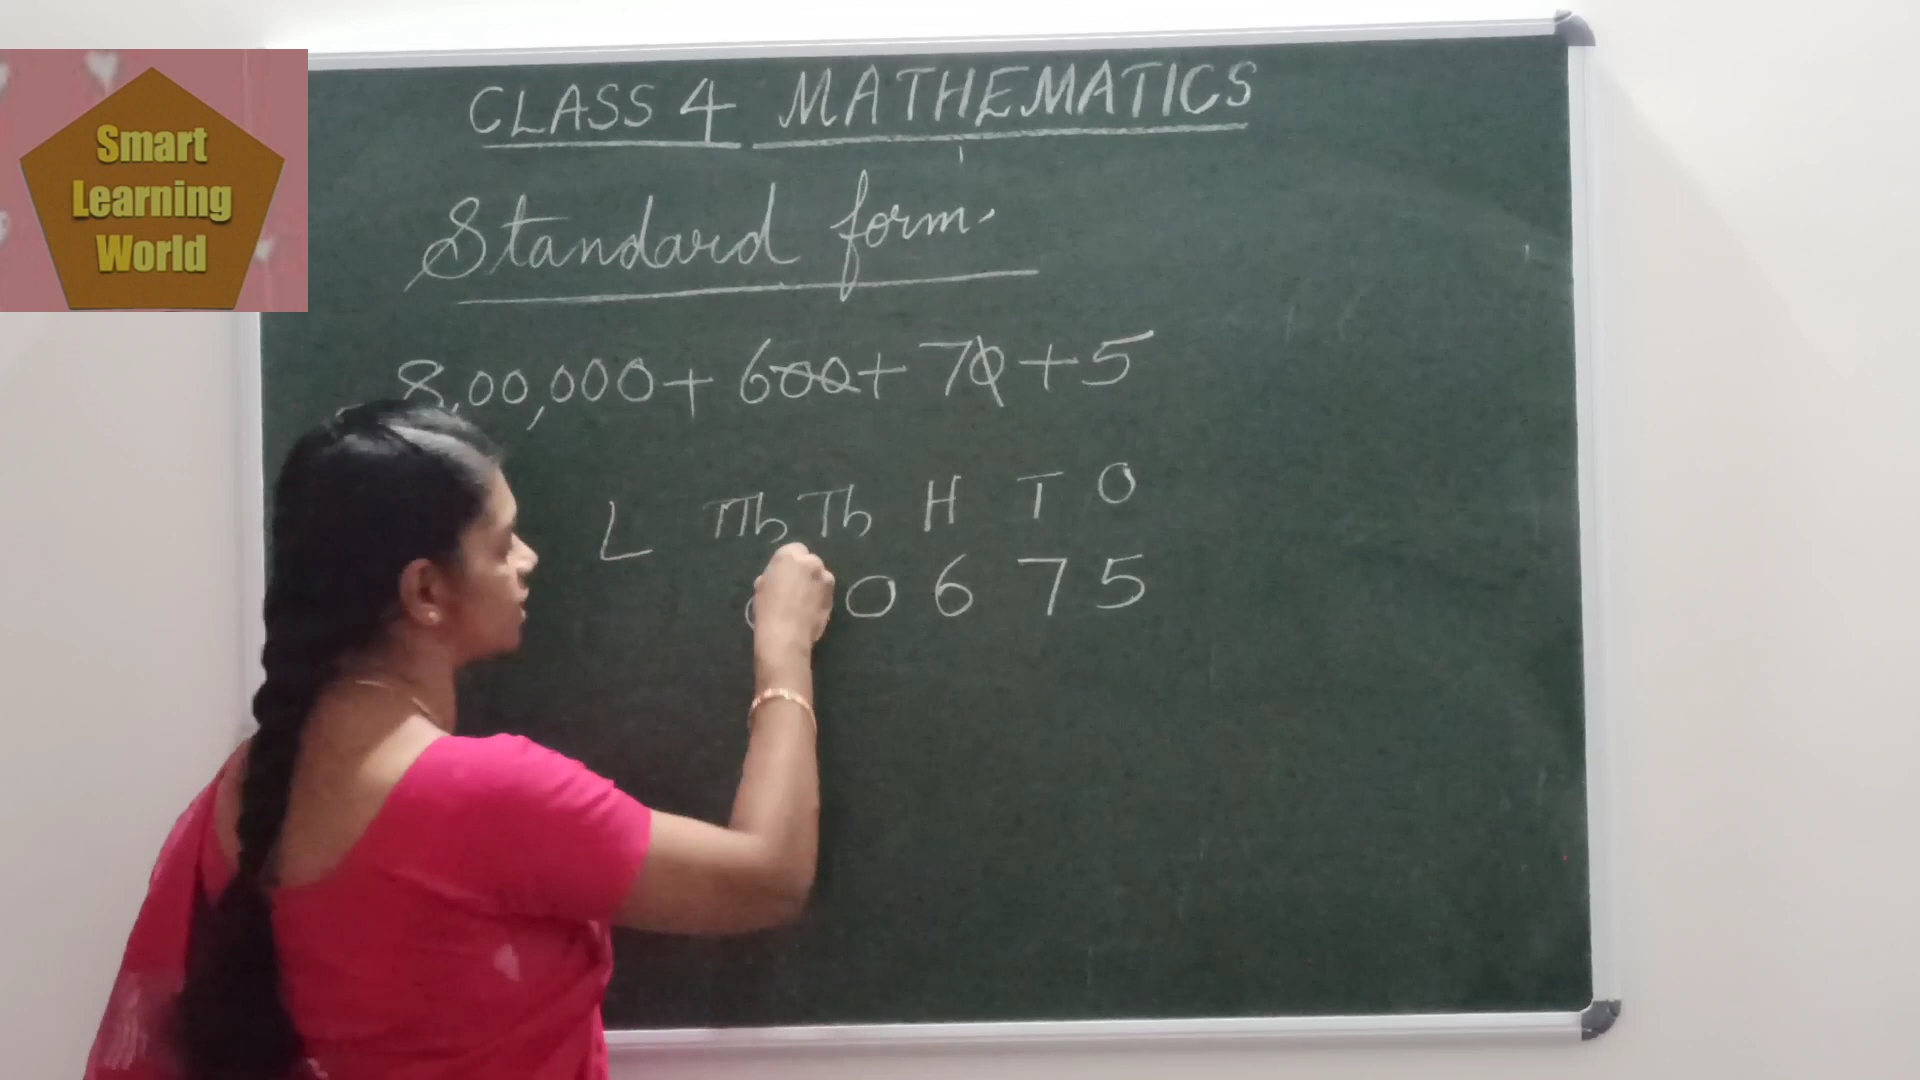 Smart
Learning
World
CLASS 4 MATHEMATICS
Standard form.
8,00,000 + 600 + 70 + 5
L TTh Th H T O
0 0 6 7 5